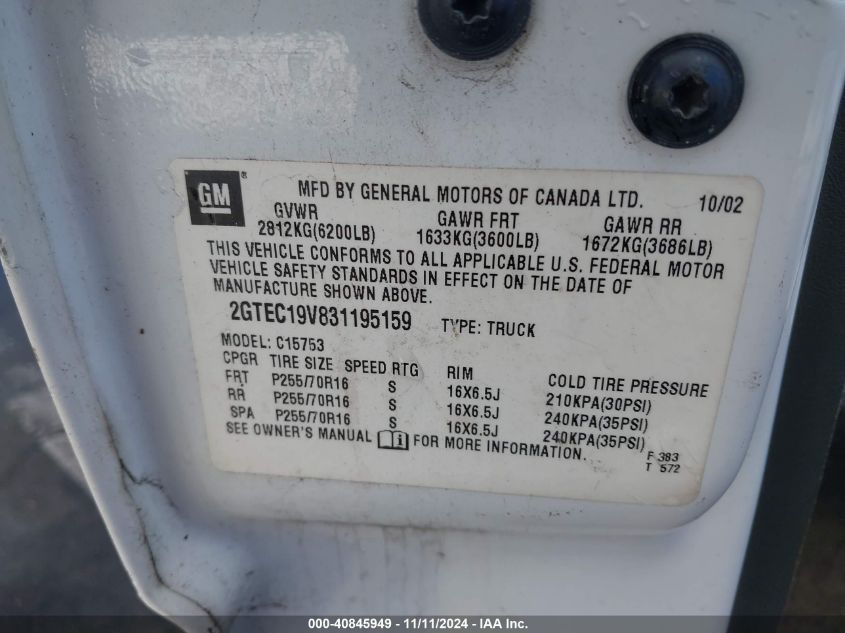 GM ®
MFD BY GENERAL MOTORS OF CANADA LTD. 10/02
GVWR GAWR FRT GAWR RR
2812KG(6200LB) 1633KG(3600LB) 1672KG(3686LB)
THIS VEHICLE CONFORMS TO ALL APPLICABLE U.S. FEDERAL MOTOR
VEHICLE SAFETY STANDARDS IN EFFECT ON THE DATE OF
MANUFACTURE SHOWN ABOVE.
2GTEC19V831195159 TYPE: TRUCK
MODEL: C15753
CPGR TIRE SIZE SPEED RTG RIM COLD TIRE PRESSURE
FRT P255/70R16 S 16X6.5J 210KPA(30PSI)
RR P255/70R16 S 16X6.5J 240KPA(35PSI)
SPA P255/70R16 S 16X6.5J 240KPA(35PSI)
SEE OWNER'S MANUAL FOR MORE INFORMATION.
F 383
T 572
000-40845949 - 11/11/2024 - IAA Inc.